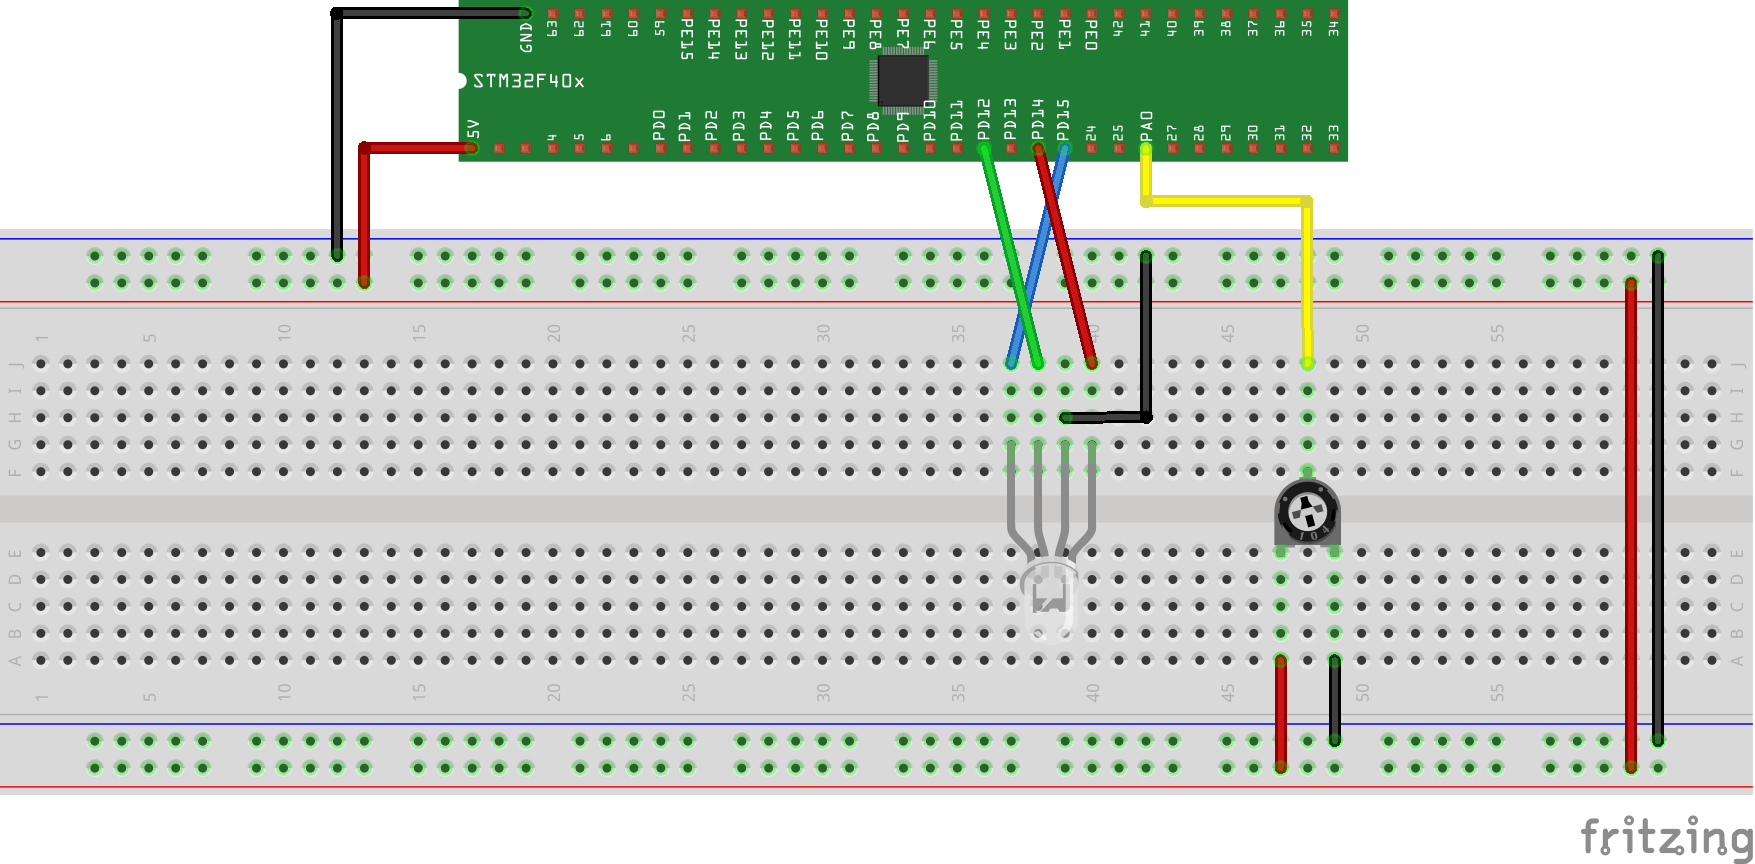 GND 63 62 61 60 59 PE15 PE14 PE13 PE12 PE11 PE10 PE9 PE8 PE7 PE6 PE5 PE4 PE3 PE2 PE1 PE0 42 41 40 39 38 37 36 35 34
STM32F40x
5V 4 5 6 PD0 PD1 PD2 PD3 PD4 PD5 PD6 PD7 PD8 PD9 PD10 PD11 PD12 PD13 PD14 PD15 24 25 PA0 27 28 29 30 31 32 33
1 5 10 15 20 25 30 35 40 45 50 55
J J
I I
H H
G G
F F
104
E E
D D
C C
B B
A A
1 5 10 15 20 25 30 35 40 45 50 55
fritzing